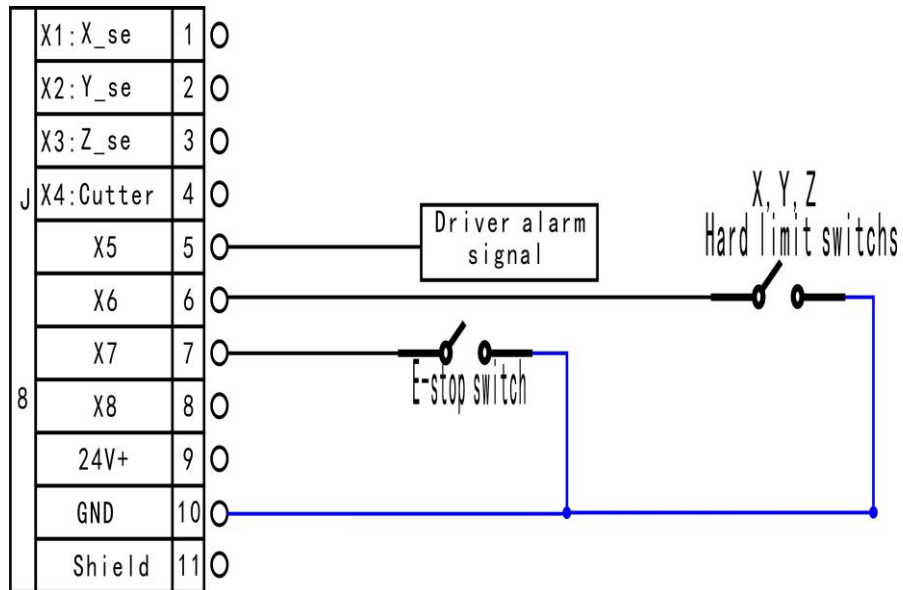 J8
X1:X_se 1
X2:Y_se 2
X3:Z_se 3
X4:Cutter 4
X5 5
X6 6
X7 7
X8 8
24V+ 9
GND 10
Shield 11
Driver alarm
signal
X, Y, Z
Hard limit switchs
E-stop switch